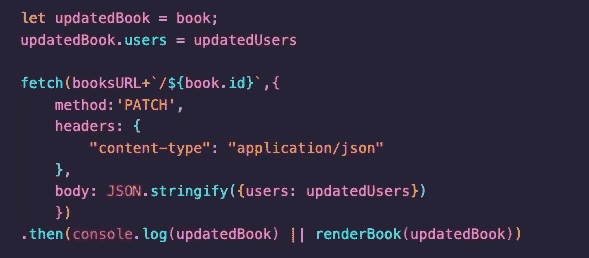 let updatedBook = book;
updatedBook.users = updatedUsers
fetch(booksURL+`/${book.id}`,{
method:'PATCH',
headers: {
"content-type": "application/json"
},
body: JSON.stringify({users: updatedUsers})
})
.then(console.log(updatedBook) || renderBook(updatedBook))